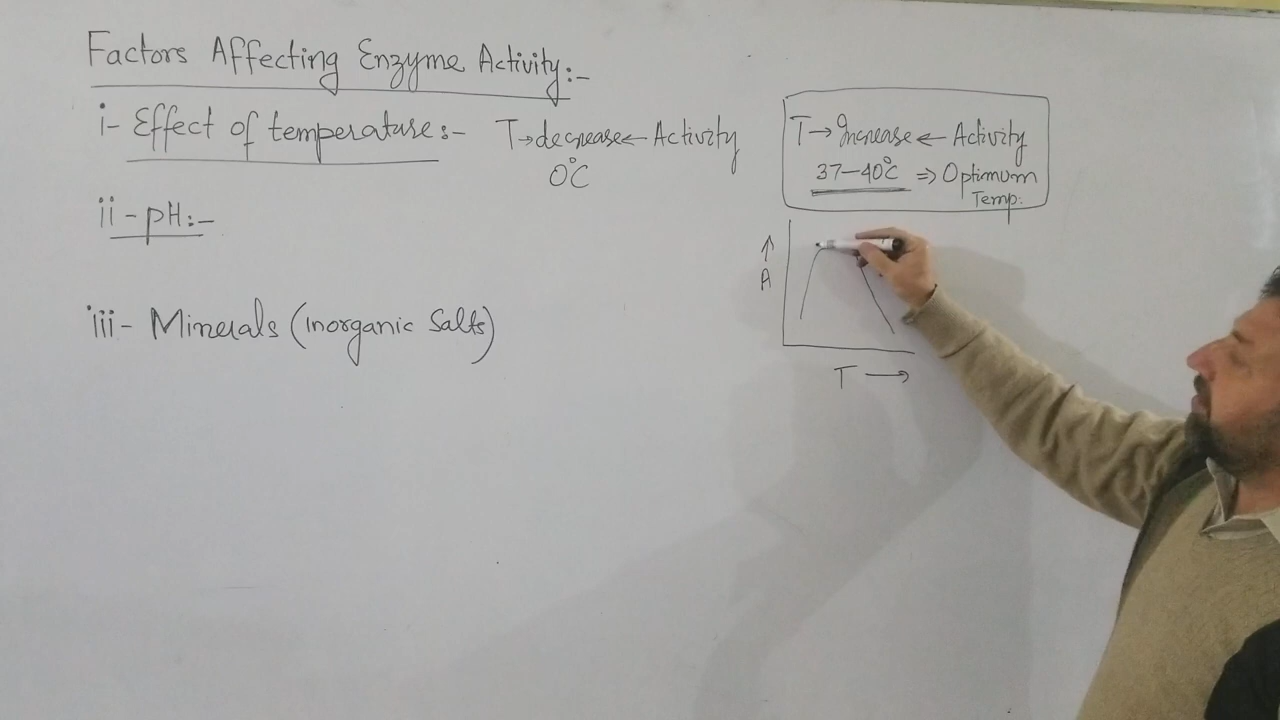 Factors Affecting Enzyme Activity:-
i- Effect of temperature:- T→decrease←Activity
0°C
T→Increase←Activity
37-40°C ⇒ Optimum
Temp:
ii-pH:-
↑
A
iii- Minerals (inorganic Salts)
T→